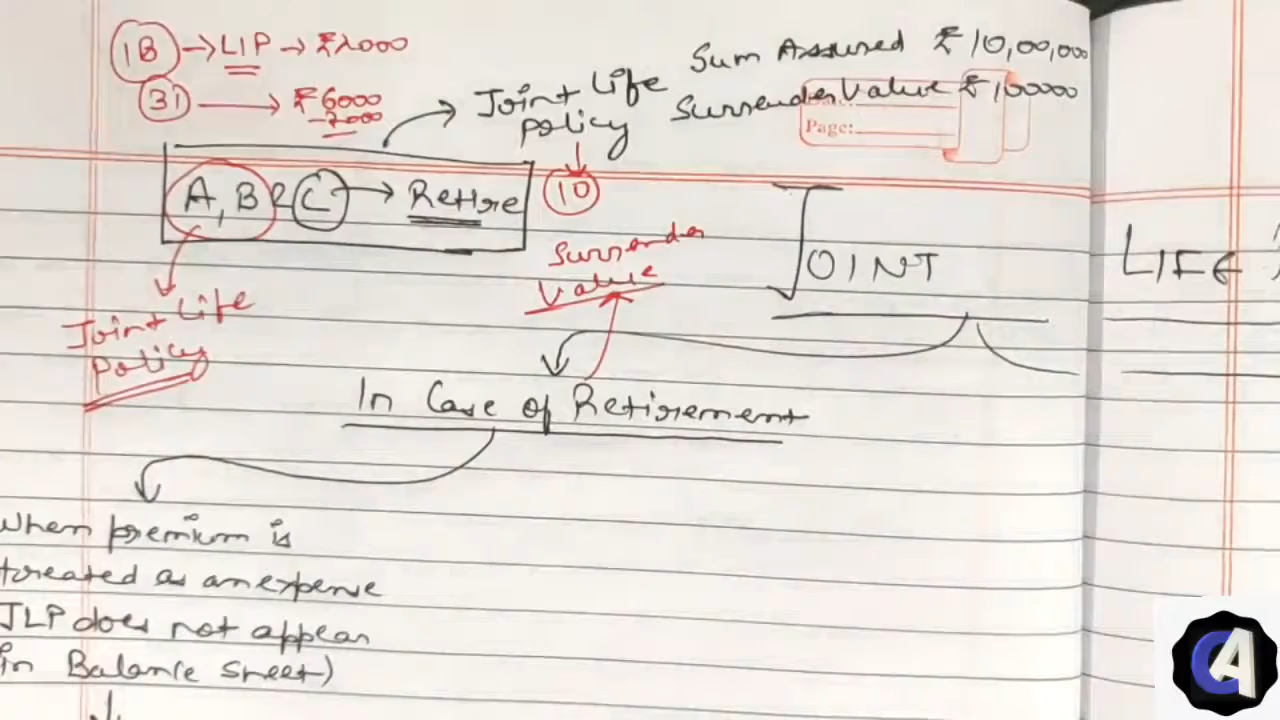 18 → LIP → ₹2000
31 → ₹6000
-2000
Joint Life
Policy
10
Sum Assured ₹10,00,000
Surrender Value ₹100000
Page:
A, B & C → Retire
Surrender
Value
Joint Life
Policy
JOINT LIFE
In Case of Retirement
When premium is
treated as an expense
JLP does not appear
in Balance Sheet)
CA